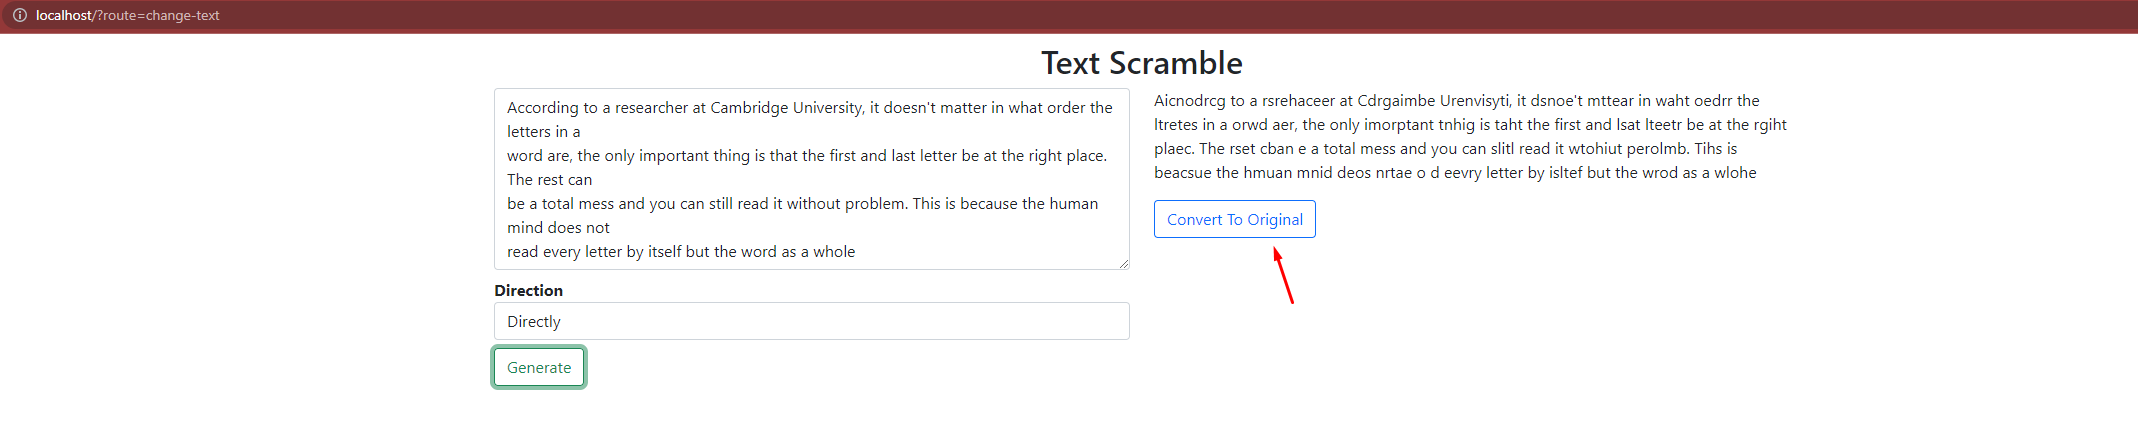 localhost/?route=change-text
Text Scramble
According to a researcher at Cambridge University, it doesn't matter in what order the
letters in a
word are, the only important thing is that the first and last letter be at the right place.
The rest can
be a total mess and you can still read it without problem. This is because the human
mind does not
read every letter by itself but the word as a whole
Direction
Directly
Generate
Aicnodrcg to a rsrehaceer at Cdrgaimbe Urenvisyti, it dsnoe't mttear in waht oedrr the
ltretes in a orwd aer, the only imorptant tnhig is taht the first and lsat lteetr be at the rgiht
plaec. The rset cban e a total mess and you can slitl read it wtohiut perolmb. Tihs is
beacsue the hmuan mnid deos nrtae o d eevry letter by isltef but the wrod as a wlohe
Convert To Original